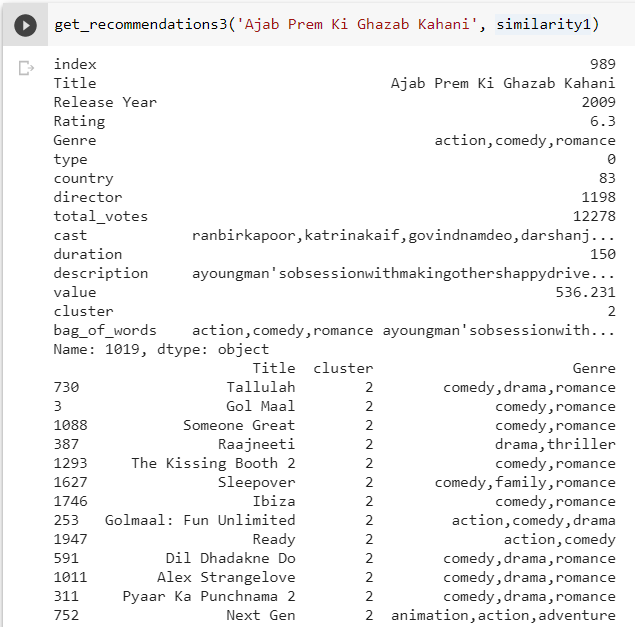 get_recommendations3('Ajab Prem Ki Ghazab Kahani', similarity1)
index 989
Title Ajab Prem Ki Ghazab Kahani
Release Year 2009
Rating 6.3
Genre action,comedy,romance
type 0
country 83
director 1198
total_votes 12278
cast ranbirkapoor,katrinakaif,govindnamdeo,darshanj...
duration 150
description ayoungman'sobsessionwithmakingothershappydrive...
value 536.231
cluster 2
bag_of_words action,comedy,romance ayoungman'sobsessionwith...
Name: 1019, dtype: object
Title cluster Genre
730 Tallulah 2 comedy,drama,romance
3 Gol Maal 2 comedy,romance
1088 Someone Great 2 comedy,romance
387 Raajneeti 2 drama,thriller
1293 The Kissing Booth 2 2 comedy,romance
1627 Sleepover 2 comedy,family,romance
1746 Ibiza 2 comedy,romance
253 Golmaal: Fun Unlimited 2 action,comedy,drama
1947 Ready 2 action,comedy
591 Dil Dhadakne Do 2 comedy,drama,romance
1011 Alex Strangelove 2 comedy,drama,romance
311 Pyaar Ka Punchnama 2 2 comedy,drama,romance
752 Next Gen 2 animation,action,adventure